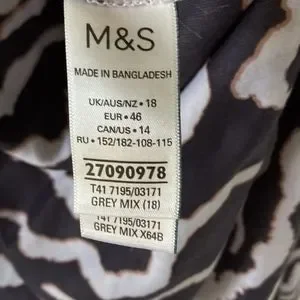 M&S
MADE IN BANGLADESH
UK/AUS/NZ • 18
EUR • 46
CAN/US • 14
RU • 152/182-108-115
27090978
T41 7195/03171
GREY MIX (18)
T41 7195/03171
GREY MIX X64B